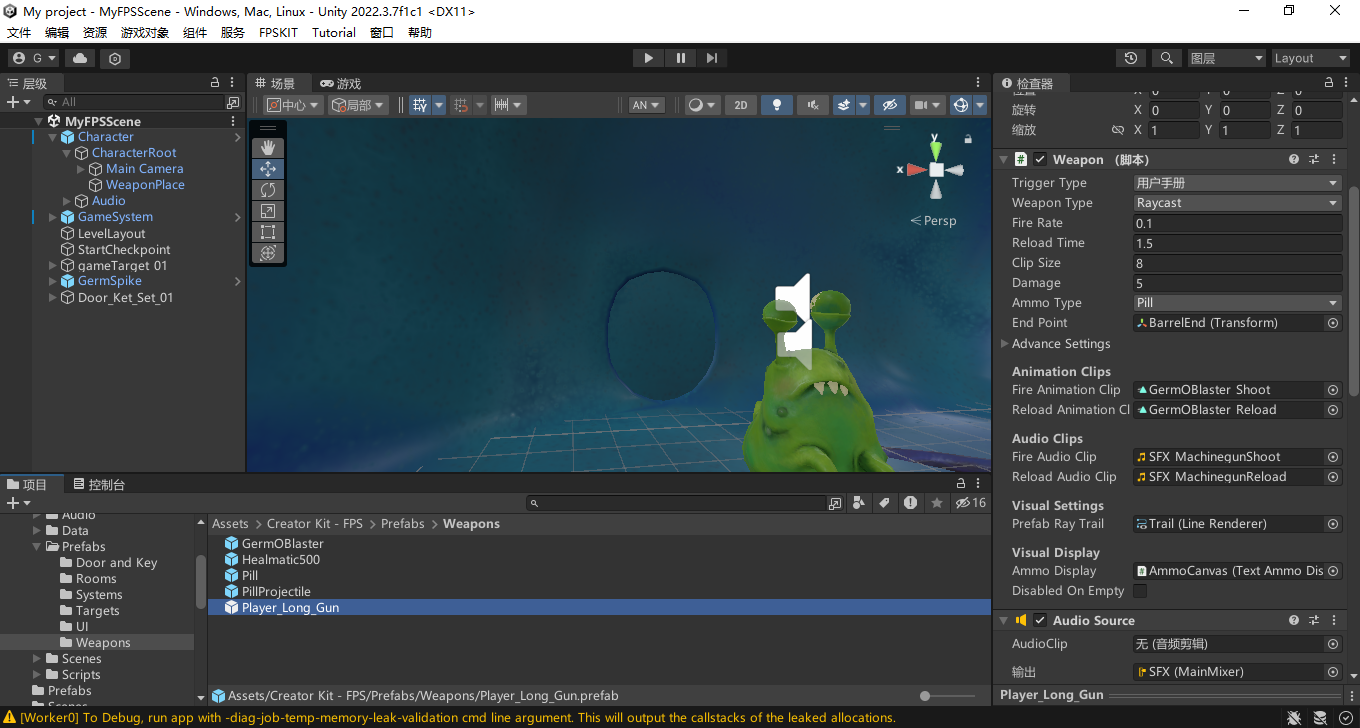 My project - MyFPSScene - Windows, Mac, Linux - Unity 2022.3.7f1c1 <DX11>
文件 编辑 资源 游戏对象 组件 服务 FPSKIT Tutorial 窗口 帮助
G 图层 Layout
层级
All
MyFPSScene
Character
CharacterRoot
Main Camera
WeaponPlace
Audio
GameSystem
LevelLayout
StartCheckpoint
gameTarget 01
GermSpike
Door_Ket_Set_01
场景 游戏
中心 局部 AN 2D
y
x
Persp
项目 控制台
16
Audio
Data
Prefabs
Door and Key
Rooms
Systems
Targets
UI
Weapons
Scenes
Scripts
Prefabs
Scenes
Assets > Creator Kit - FPS > Prefabs > Weapons
GermOBlaster
Healmatic500
Pill
PillProjectile
Player_Long_Gun
Assets/Creator Kit - FPS/Prefabs/Weapons/Player_Long_Gun.prefab
检查器
位置 X 0 Y 0 Z 0
旋转 X 0 Y 0 Z 0
缩放 X 1 Y 1 Z 1
# Weapon （脚本）
Trigger Type 用户手册
Weapon Type Raycast
Fire Rate 0.1
Reload Time 1.5
Clip Size 8
Damage 5
Ammo Type Pill
End Point BarrelEnd (Transform)
Advance Settings
Animation Clips
Fire Animation Clip GermOBlaster Shoot
Reload Animation Cl GermOBlaster Reload
Audio Clips
Fire Audio Clip SFX MachinegunShoot
Reload Audio Clip SFX MachinegunReload
Visual Settings
Prefab Ray Trail Trail (Line Renderer)
Visual Display
Ammo Display # AmmoCanvas (Text Ammo Dis
Disabled On Empty
Audio Source
AudioClip 无 (音频剪辑)
输出 SFX (MainMixer)
Player_Long_Gun
[Worker0] To Debug, run app with -diag-job-temp-memory-leak-validation cmd line argument. This will output the callstacks of the leaked allocations.